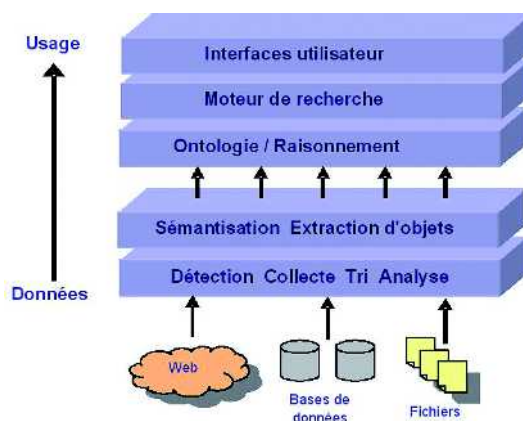 Usage
Interfaces utilisateur
Moteur de recherche
Ontologie / Raisonnement
Sémantisation Extraction d'objets
Détection Collecte Tri Analyse
Données
Web
Bases de
données
Fichiers